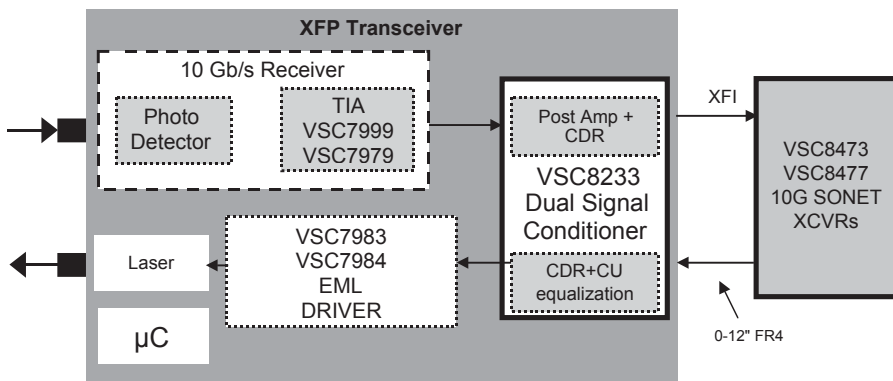 XFP Transceiver
10 Gb/s Receiver
Photo
Detector
TIA
VSC7999
VSC7979
Post Amp +
CDR
VSC8233
Dual Signal
Conditioner
CDR+CU
equalization
XFI
VSC8473
VSC8477
10G SONET
XCVRs
Laser
VSC7983
VSC7984
EML
DRIVER
µC
0-12" FR4